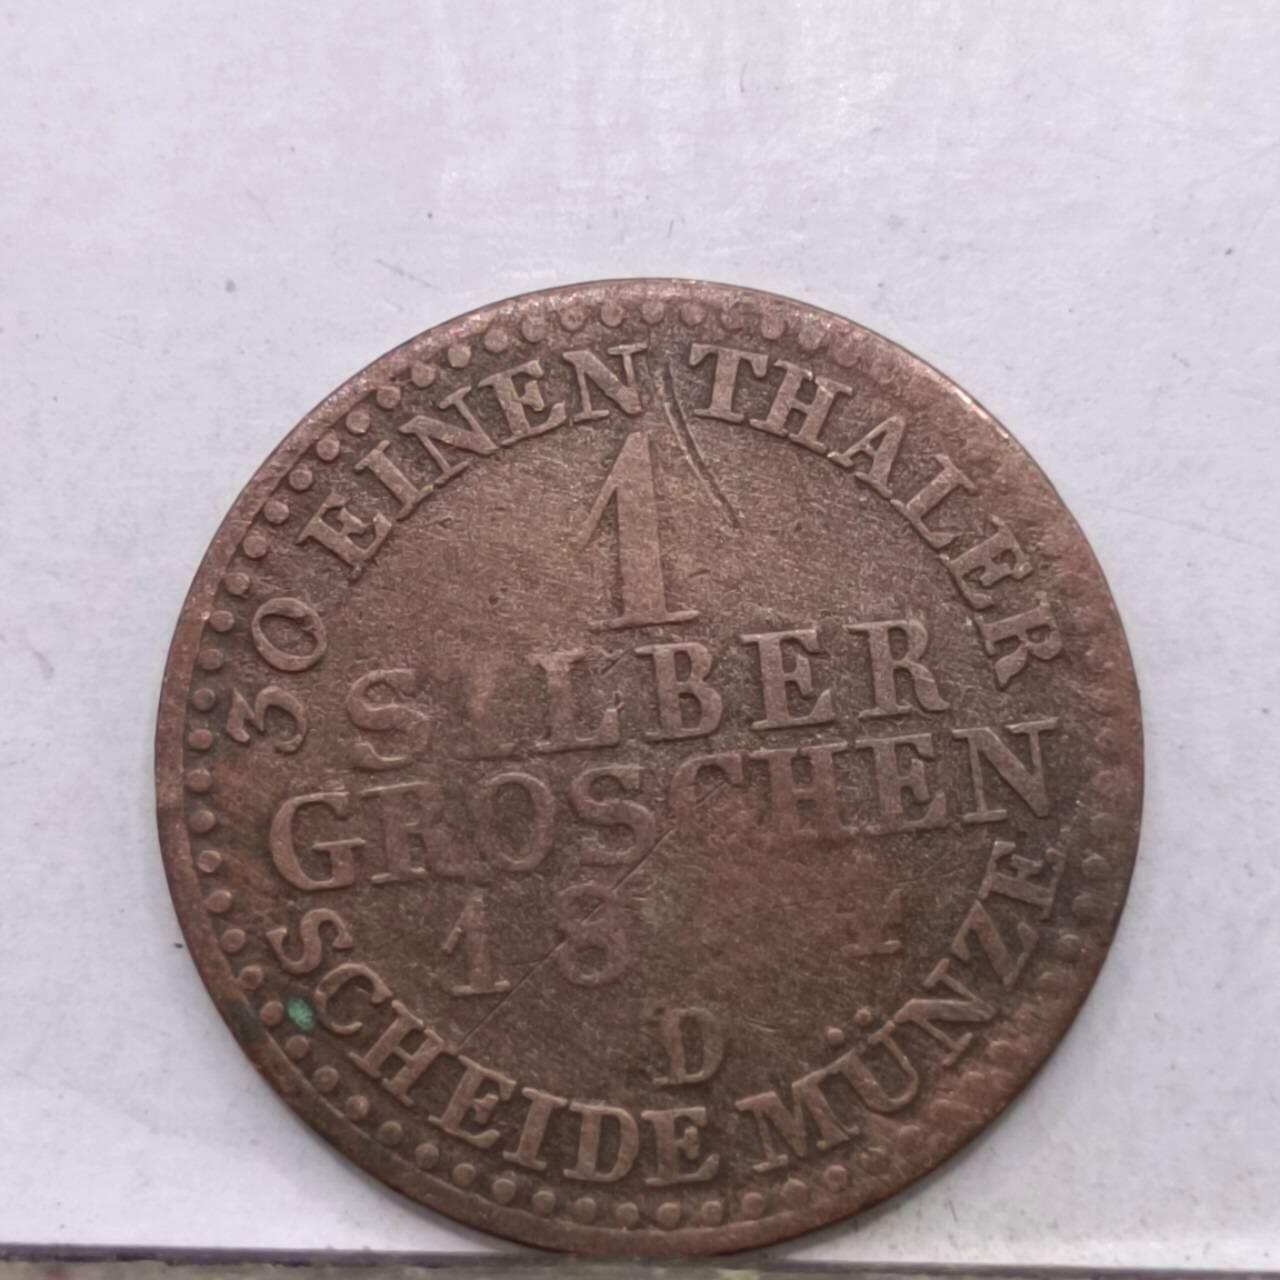 30 EINEN THALER
1
SILBER
GROSCHEN
18
D
SCHEIDE MÜNZE